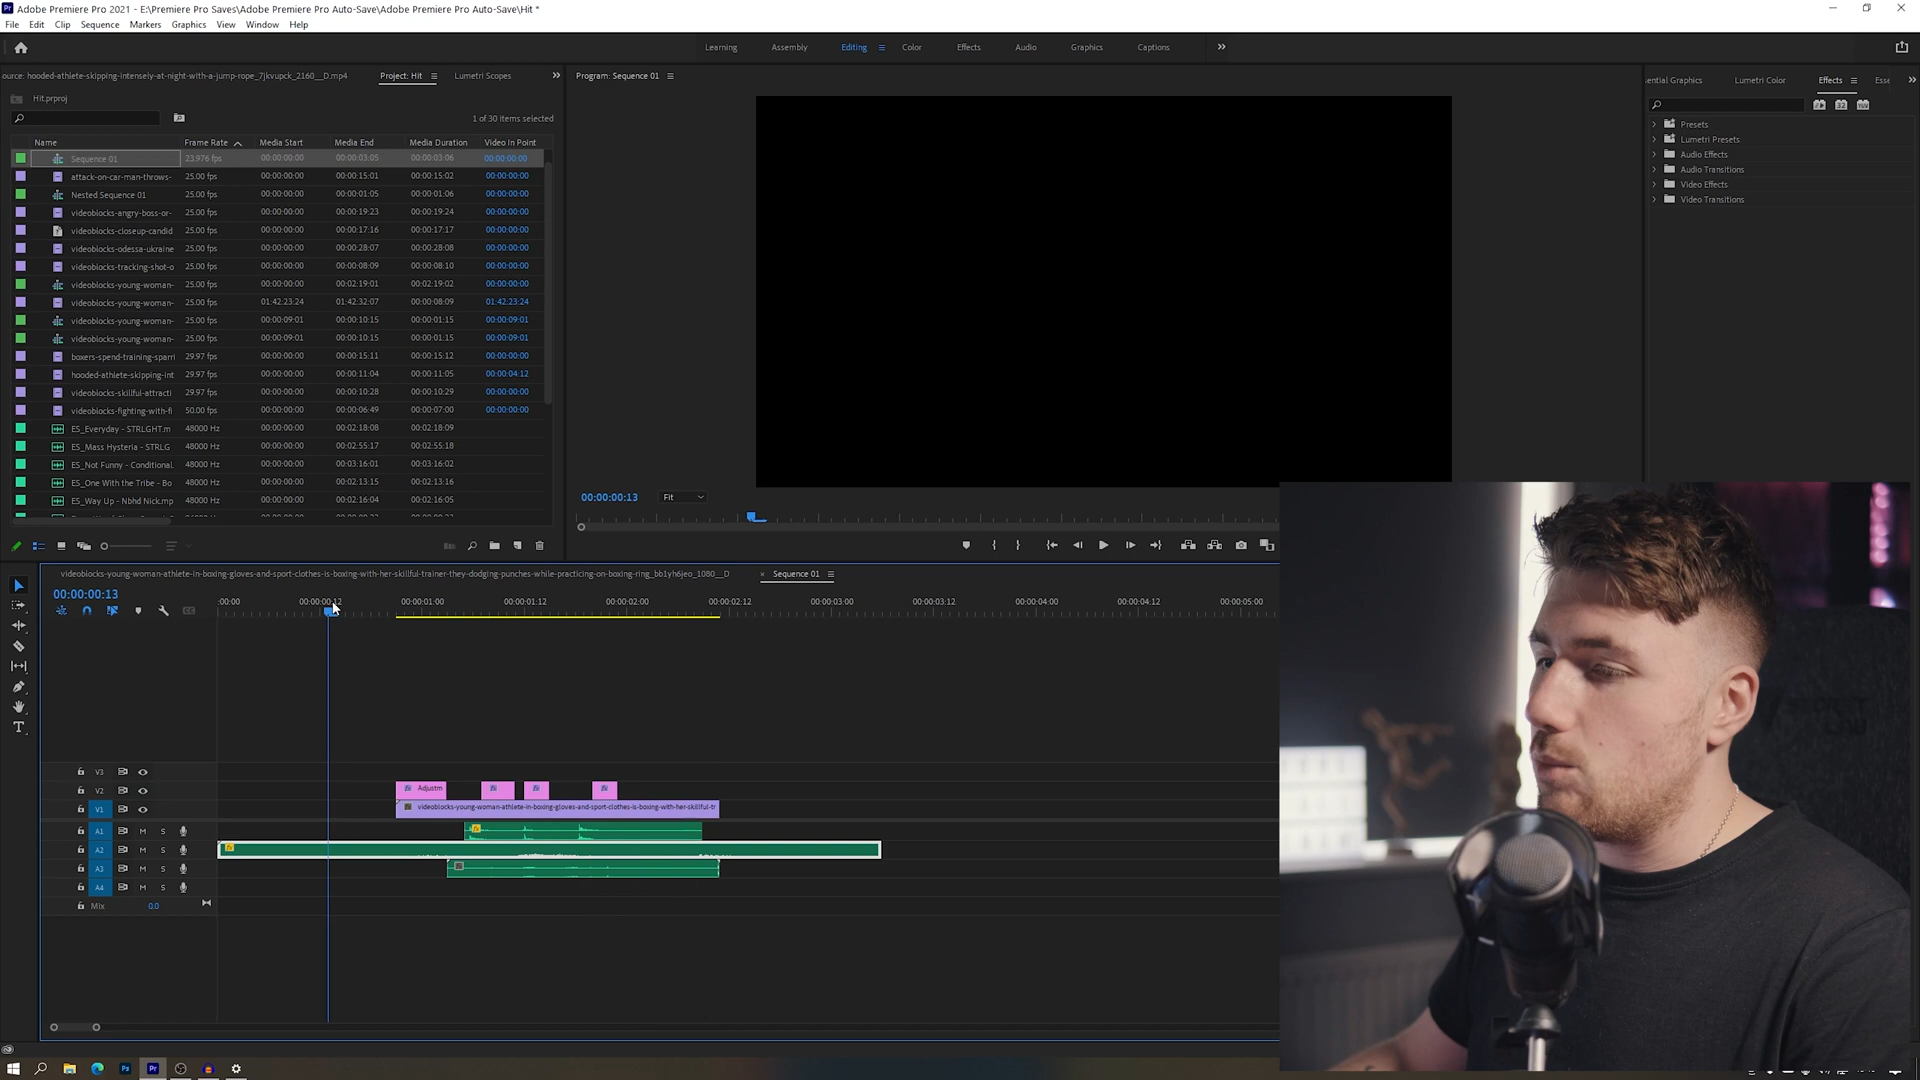 Adobe Premiere Pro 2021 - E:\Premiere Pro Saves\Adobe Premiere Pro Auto-Save\Adobe Premiere Pro Auto-Save\Hit *
File Edit Clip Sequence Markers Graphics View Window Help
Learning Assembly Editing Color Effects Audio Graphics Captions
ource: hooded-athlete-skipping-intensely-at-night-with-a-jump-rope_7jkvupck_2160__D.mp4 Project: Hit Lumetri Scopes
Program: Sequence 01
sential Graphics Lumetri Color Effects Esse
Hit.prproj
1 of 30 items selected
Name Frame Rate Media Start Media End Media Duration Video In Point
Sequence 01 23.976 fps 00:00:00:00 00:00:03:05 00:00:03:06 00:00:00:00
attack-on-car-man-throws- 25.00 fps 00:00:00:00 00:00:15:01 00:00:15:02 00:00:00:00
Nested Sequence 01 25.00 fps 00:00:00:00 00:00:01:05 00:00:01:06 00:00:00:00
videoblocks-angry-boss-or- 25.00 fps 00:00:00:00 00:00:19:23 00:00:19:24 00:00:00:00
videoblocks-closeup-candid 25.00 fps 00:00:00:00 00:00:17:16 00:00:17:17 00:00:00:00
videoblocks-odessa-ukraine 25.00 fps 00:00:00:00 00:00:28:07 00:00:28:08 00:00:00:00
videoblocks-tracking-shot-o 25.00 fps 00:00:00:00 00:00:08:09 00:00:08:10 00:00:00:00
videoblocks-young-woman- 25.00 fps 00:00:00:00 00:02:19:01 00:02:19:02 00:00:00:00
videoblocks-young-woman- 25.00 fps 01:42:23:24 01:42:32:07 00:00:08:09 01:42:23:24
videoblocks-young-woman- 25.00 fps 00:00:09:01 00:00:10:15 00:00:01:15 00:00:09:01
videoblocks-young-woman- 25.00 fps 00:00:09:01 00:00:10:15 00:00:01:15 00:00:09:01
boxers-spend-training-sparri 29.97 fps 00:00:00:00 00:00:15:11 00:00:15:12 00:00:00:00
hooded-athlete-skipping-int 29.97 fps 00:00:00:00 00:00:11:04 00:00:11:05 00:00:04:12
videoblocks-skillful-attracti 29.97 fps 00:00:00:00 00:00:10:28 00:00:10:29 00:00:00:00
videoblocks-fighting-with-fi 50.00 fps 00:00:00:00 00:00:06:49 00:00:07:00 00:00:00:00
ES_Everyday - STRLGHT.m 48000 Hz 00:00:00:00 00:02:18:08 00:02:18:09
ES_Mass Hysteria - STRLG 48000 Hz 00:00:00:00 00:02:55:17 00:02:55:18
ES_Not Funny - Conditional. 48000 Hz 00:00:00:00 00:03:16:01 00:03:16:02
ES_One With the Tribe - Bo 48000 Hz 00:00:00:00 00:02:13:15 00:02:13:16
ES_Way Up - Nbhd Nick.mp 48000 Hz 00:00:00:00 00:02:16:04 00:02:16:05
00:00:00:13 Fit
Presets
Lumetri Presets
Audio Effects
Audio Transitions
Video Effects
Video Transitions
videoblocks-young-woman-athlete-in-boxing-gloves-and-sport-clothes-is-boxing-with-her-skillful-trainer-they-dodging-punches-while-practicing-on-boxing-ring_bb1yh6jeo_1080__D × Sequence 01
00:00:00:13
:00:00 00:00:00:12 00:00:01:00 00:00:01:12 00:00:02:00 00:00:02:12 00:00:03:00 00:00:03:12 00:00:04:00 00:00:04:12 00:00:05:00
V3
V2 fx Adjustm fx fx fx
V1 fx videoblocks-young-woman-athlete-in-boxing-gloves-and-sport-clothes-is-boxing-with-her-skillful-tr
A1 M S fx
A2 M S fx
A3 M S
A4 M S
Mix 0.0
T
Ps Pr